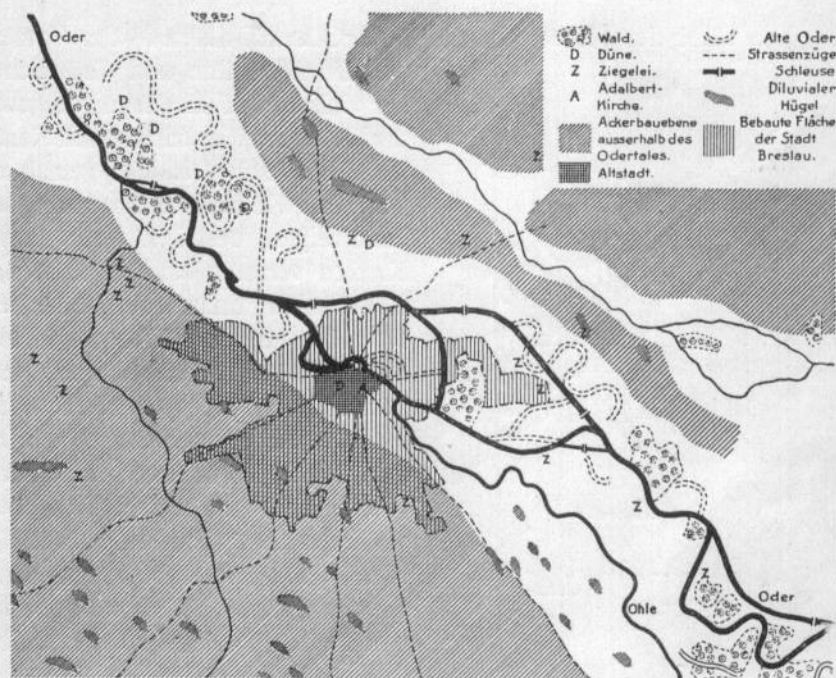 Oder
Wald.
D Düne.
Z Ziegelei.
A Adalbert-
Kirche.
Ackerbauebene
ausserhalb des
Odertales.
Altstadt.
Alte Oder
Strassenzüge
Schleuse
Diluvialer
Hügel
Bebaute Fläche
der Stadt
Breslau.
D
D
D
D
D
Z
Z
D
Z
Z
Z
Z
Z
Z
Z
Z
Z
D A
Z
Z
Z
Z
Z
Oder
Ohle